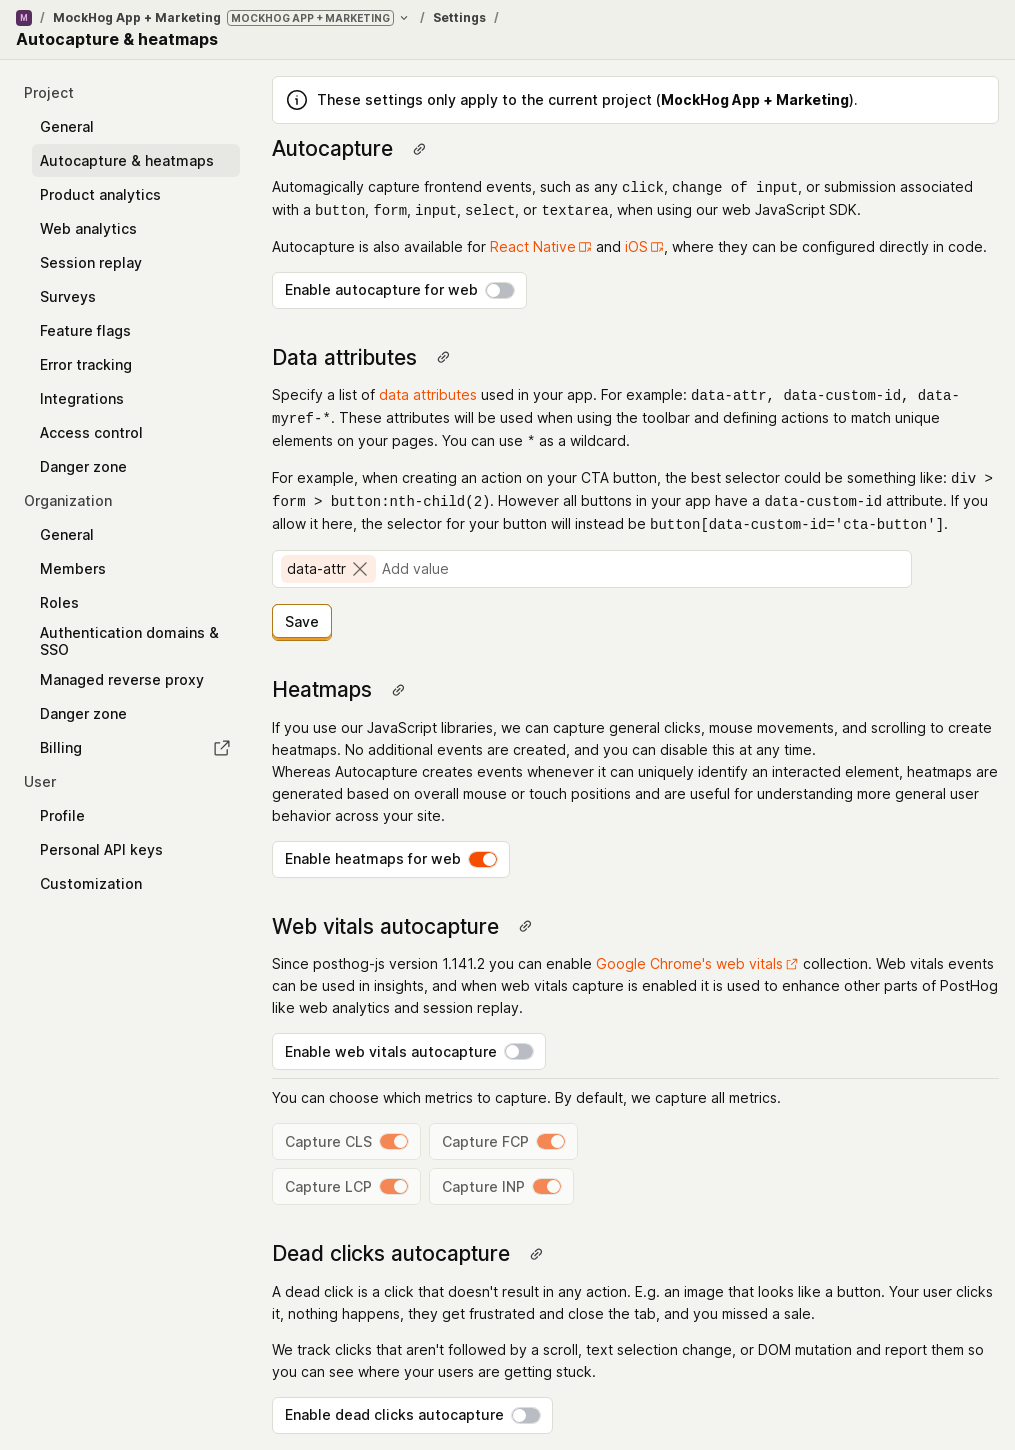 M / MockHog App + Marketing MOCKHOG APP + MARKETING / Settings /
Autocapture & heatmaps
Project
General
Autocapture & heatmaps
Product analytics
Web analytics
Session replay
Surveys
Feature flags
Error tracking
Integrations
Access control
Danger zone
Organization
General
Members
Roles
Authentication domains &
SSO
Managed reverse proxy
Danger zone
Billing
User
Profile
Personal API keys
Customization
These settings only apply to the current project (MockHog App + Marketing).
Autocapture
Automagically capture frontend events, such as any click, change of input, or submission associated
with a button, form, input, select, or textarea, when using our web JavaScript SDK.
Autocapture is also available for React Native and iOS, where they can be configured directly in code.
Enable autocapture for web
Data attributes
Specify a list of data attributes used in your app. For example: data-attr, data-custom-id, data-
myref-*. These attributes will be used when using the toolbar and defining actions to match unique
elements on your pages. You can use * as a wildcard.
For example, when creating an action on your CTA button, the best selector could be something like: div >
form > button:nth-child(2). However all buttons in your app have a data-custom-id attribute. If you
allow it here, the selector for your button will instead be button[data-custom-id='cta-button'].
data-attr Add value
Save
Heatmaps
If you use our JavaScript libraries, we can capture general clicks, mouse movements, and scrolling to create
heatmaps. No additional events are created, and you can disable this at any time.
Whereas Autocapture creates events whenever it can uniquely identify an interacted element, heatmaps are
generated based on overall mouse or touch positions and are useful for understanding more general user
behavior across your site.
Enable heatmaps for web
Web vitals autocapture
Since posthog-js version 1.141.2 you can enable Google Chrome's web vitals collection. Web vitals events
can be used in insights, and when web vitals capture is enabled it is used to enhance other parts of PostHog
like web analytics and session replay.
Enable web vitals autocapture
You can choose which metrics to capture. By default, we capture all metrics.
Capture CLS Capture FCP
Capture LCP Capture INP
Dead clicks autocapture
A dead click is a click that doesn't result in any action. E.g. an image that looks like a button. Your user clicks
it, nothing happens, they get frustrated and close the tab, and you missed a sale.
We track clicks that aren't followed by a scroll, text selection change, or DOM mutation and report them so
you can see where your users are getting stuck.
Enable dead clicks autocapture